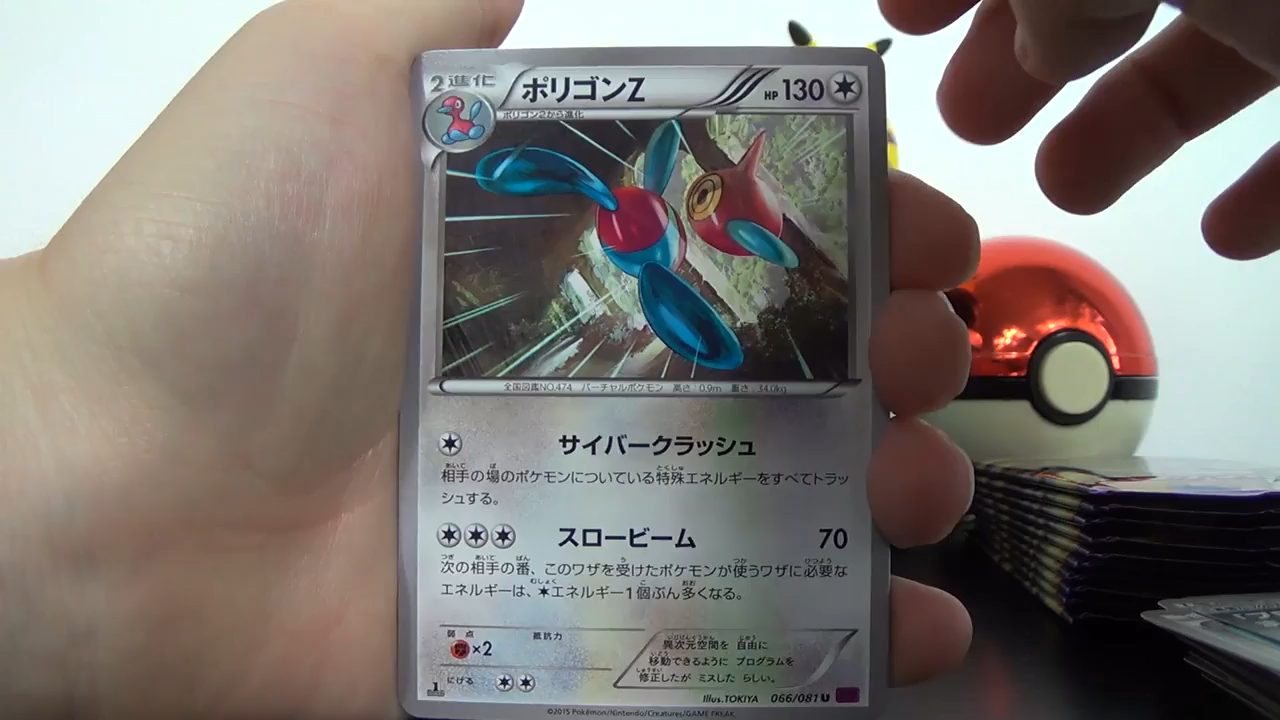 2進化
ポリゴンZ
HP 130
ポリゴン2から進化
全国図鑑NO.474 バーチャルポケモン 高さ:0.9m 重さ:34.0kg
サイバークラッシュ
相手の場のポケモンについている特殊エネルギーをすべてトラッ
シュする。
スロービーム 70
次の相手の番、このワザを受けたポケモンが使うワザに必要な
エネルギーは、エネルギー1個ぶん多くなる。
弱点 抵抗力
×2
にげる
異次元空間を 自由に
移動できるように プログラムを
修正したが ミスした らしい。
Illus.TOKIYA 066/081 U
©2015 Pokémon/Nintendo/Creatures/GAME FREAK.